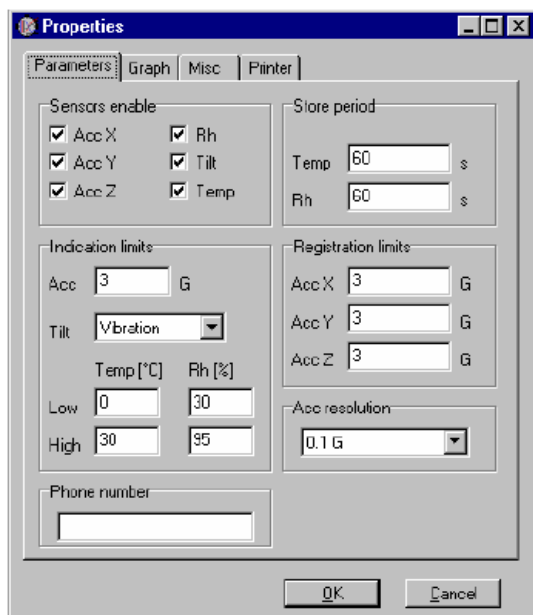 Properties
Parameters Graph Misc Printer
Sensors enable
Acc X Rh
Acc Y Tilt
Acc Z Temp
Store period
Temp 60 s
Rh 60 s
Indication limits
Acc 3 G
Tilt Vibration
Temp [°C] Rh [%]
Low 0 30
High 30 95
Registration limits
Acc X 3 G
Acc Y 3 G
Acc Z 3 G
Acc resolution
0.1 G
Phone number
OK Cancel